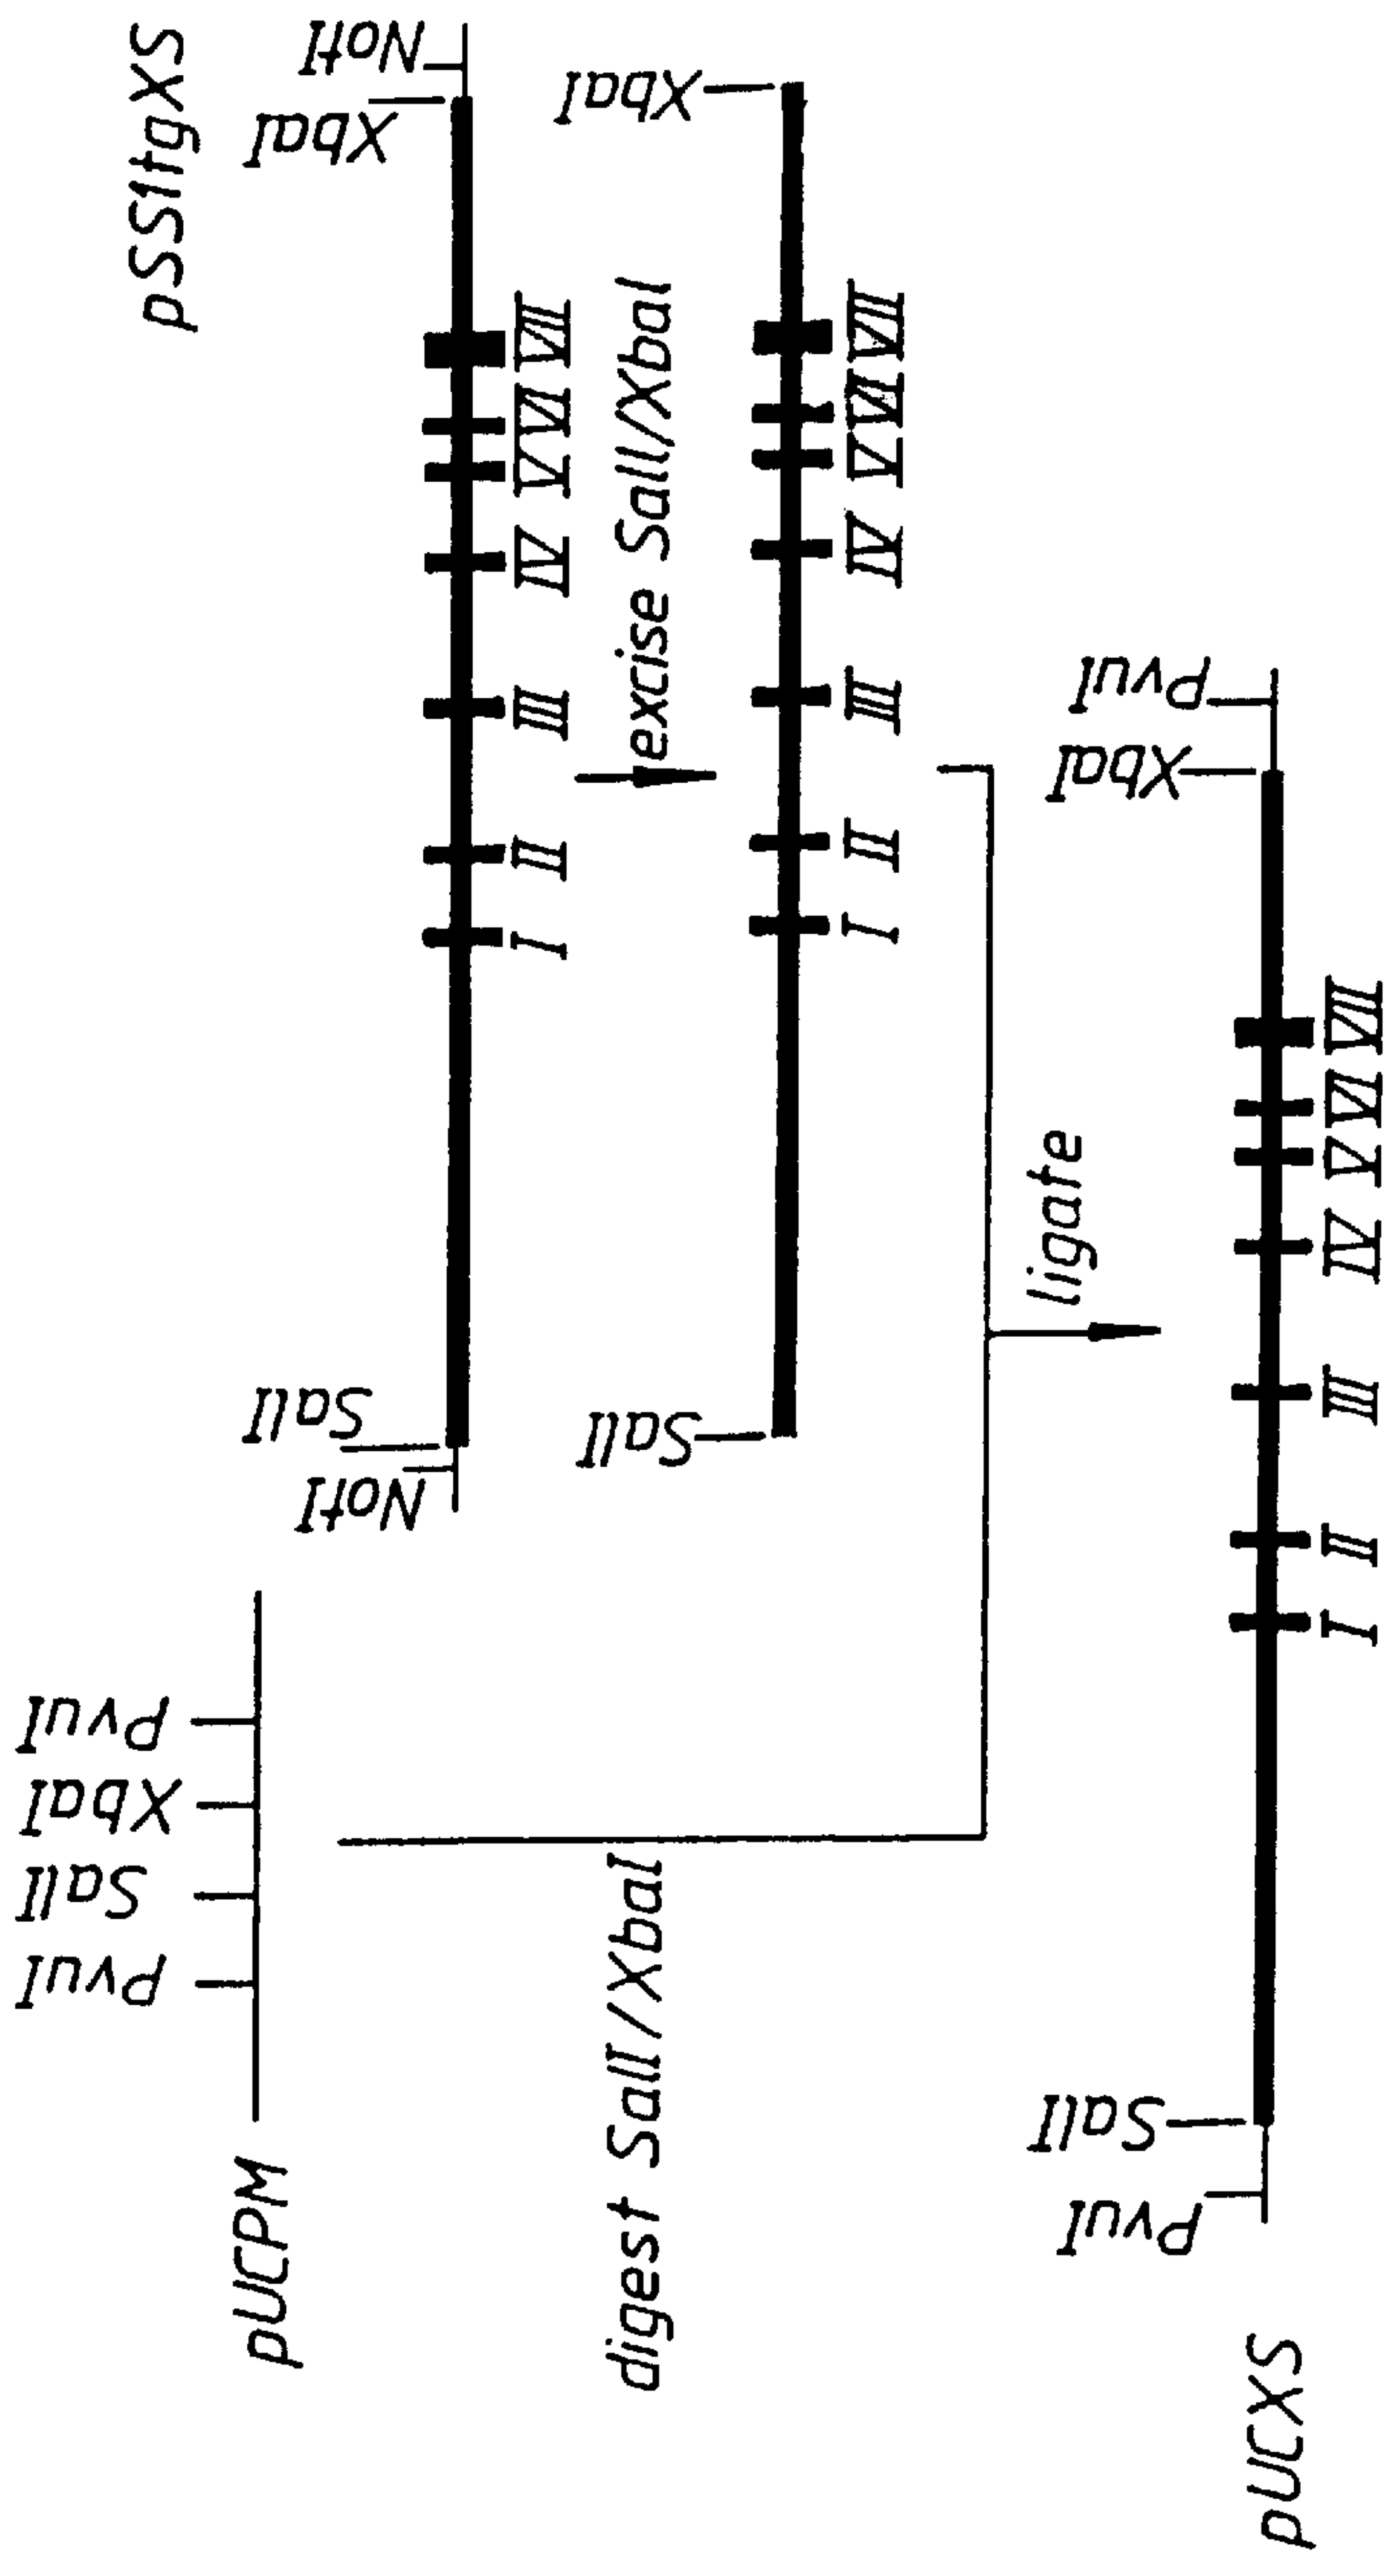 pUCPM
PvuI SalI XbaI PvuI
pSS1tgXS
NotI SalI XbaI NotI
I II III IV V VI VII
digest SalI/XbaI
excise SalI/XbaI
SalI XbaI
I II III IV V VI VII
ligate
pUCXS
PvuI SalI XbaI PvuI
I II III IV V VI VII